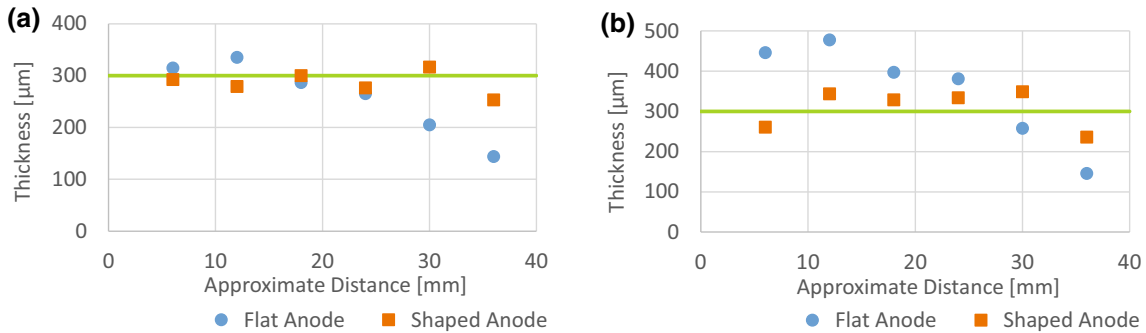 (a)
400
300
200
100
0
Thickness [µm]
0 10 20 30 40
Approximate Distance [mm]
Flat Anode Shaped Anode
(b)
500
400
300
200
100
0
Thickness [µm]
0 10 20 30 40
Approximate Distance [mm]
Flat Anode Shaped Anode